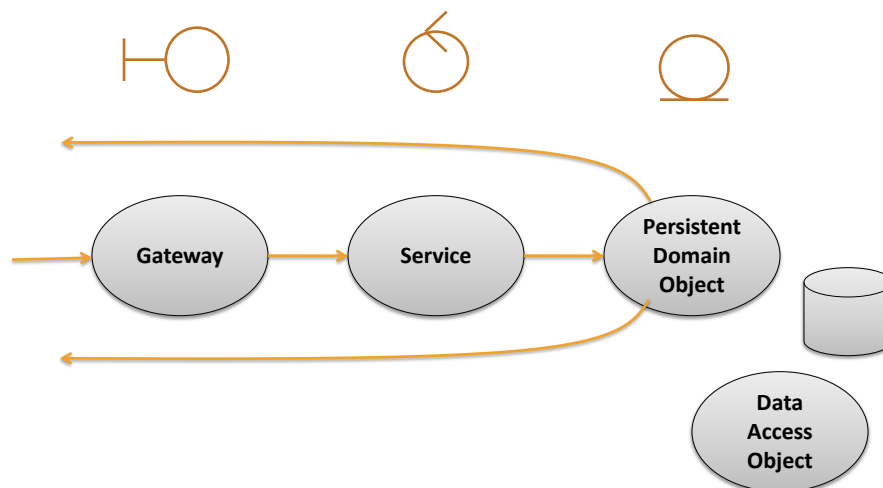 Gateway
Service
Persistent
Domain
Object
Data
Access
Object